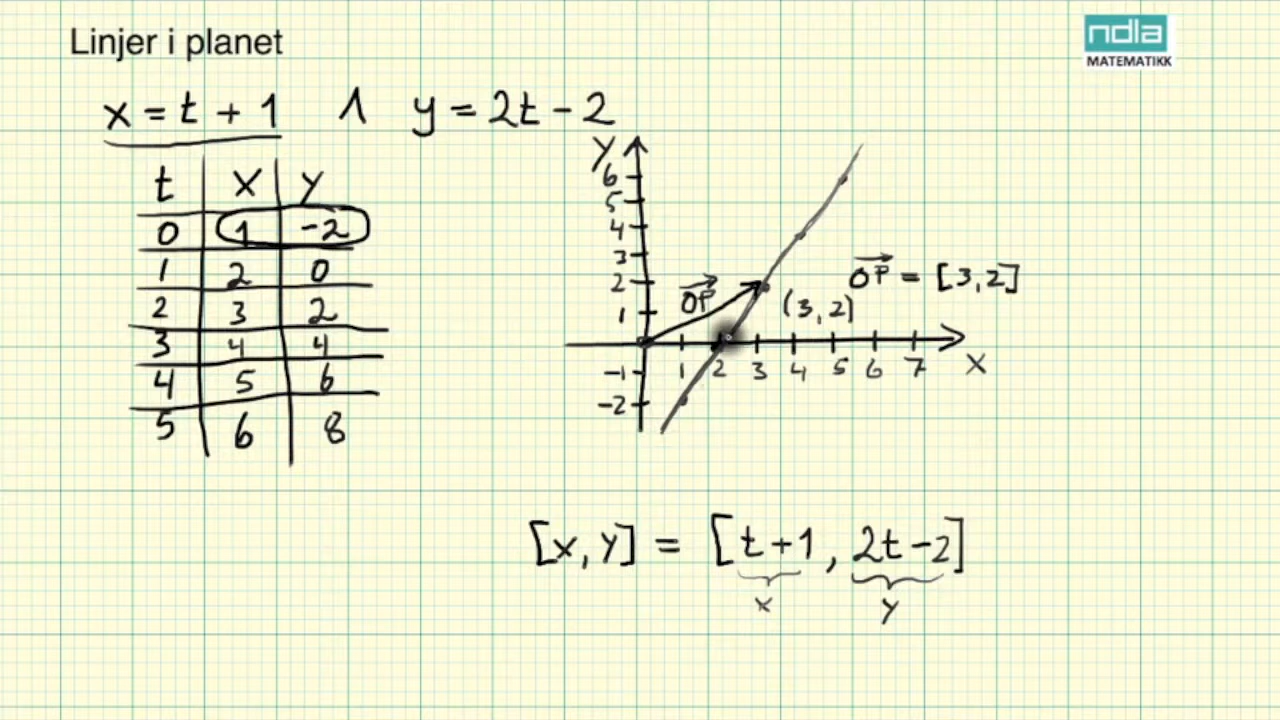 Linjer i planet
ndla
MATEMATIKK
x = t + 1 ∧ y = 2t - 2
t x y
0 1 -2
1 2 0
2 3 2
3 4 4
4 5 6
5 6 8
y
6
5
4
3
2
1
-1
-2
1 2 3 4 5 6 7 x
OP→
(3,2)
OP→ = [3,2]
[x,y] = [t+1, 2t-2]
x y